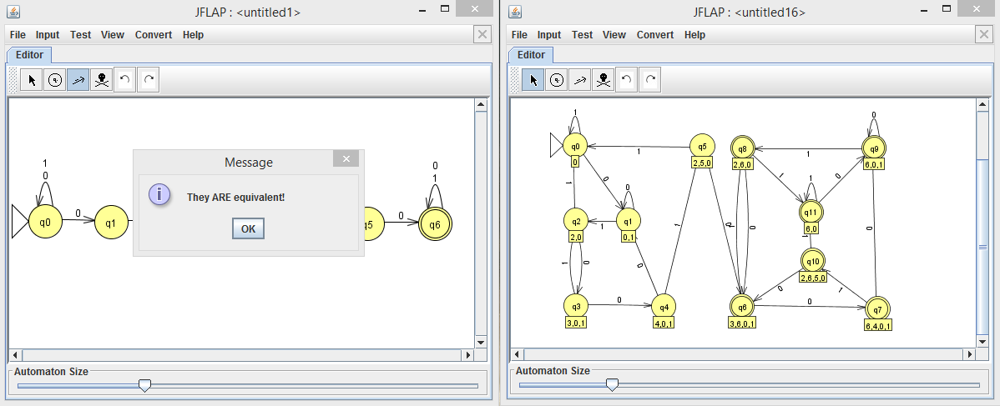 JFLAP : <untitled1>
File Input Test View Convert Help
Editor
1
0
q0
0
q1
Message
They ARE equivalent!
OK
q5
0
0
1
q6
Automaton Size
JFLAP : <untitled16>
File Input Test View Convert Help
Editor
1
q0
0
1
q5
2,5,0
q8
2,6,0
1
0
q9
6,0,1
1
0
1
0
q2
2,0
1
0
q1
0,1
1
0
1
q11
6,0
0
1
0
1
0
0
1
q10
2,6,5,0
q3
3,0,1
0
q4
4,0,1
q6
3,6,0,1
0
0
1
q7
6,4,0,1
Automaton Size